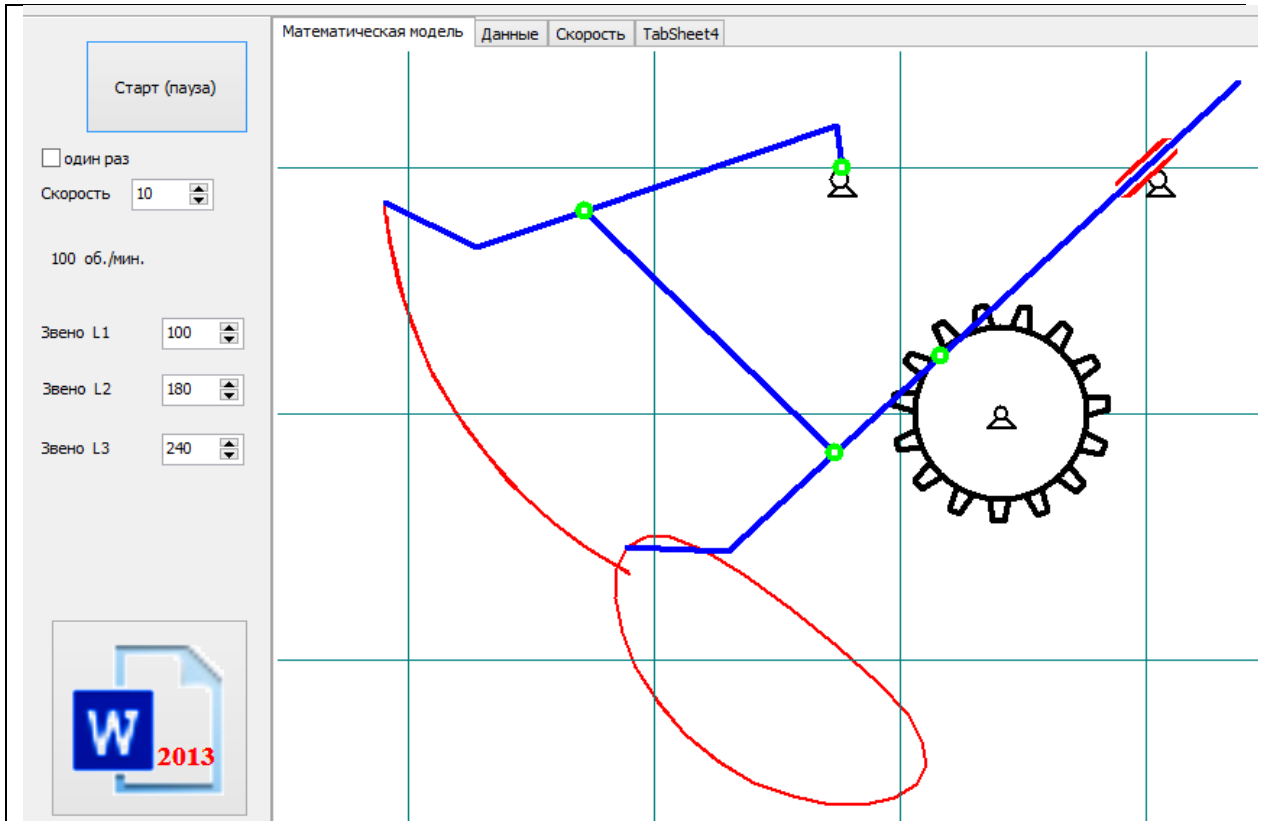 Математическая модель Данные Скорость TabSheet4
Старт (пауза)
один раз
Скорость 10
100 об./мин.
Звено L1 100
Звено L2 180
Звено L3 240
W
2013